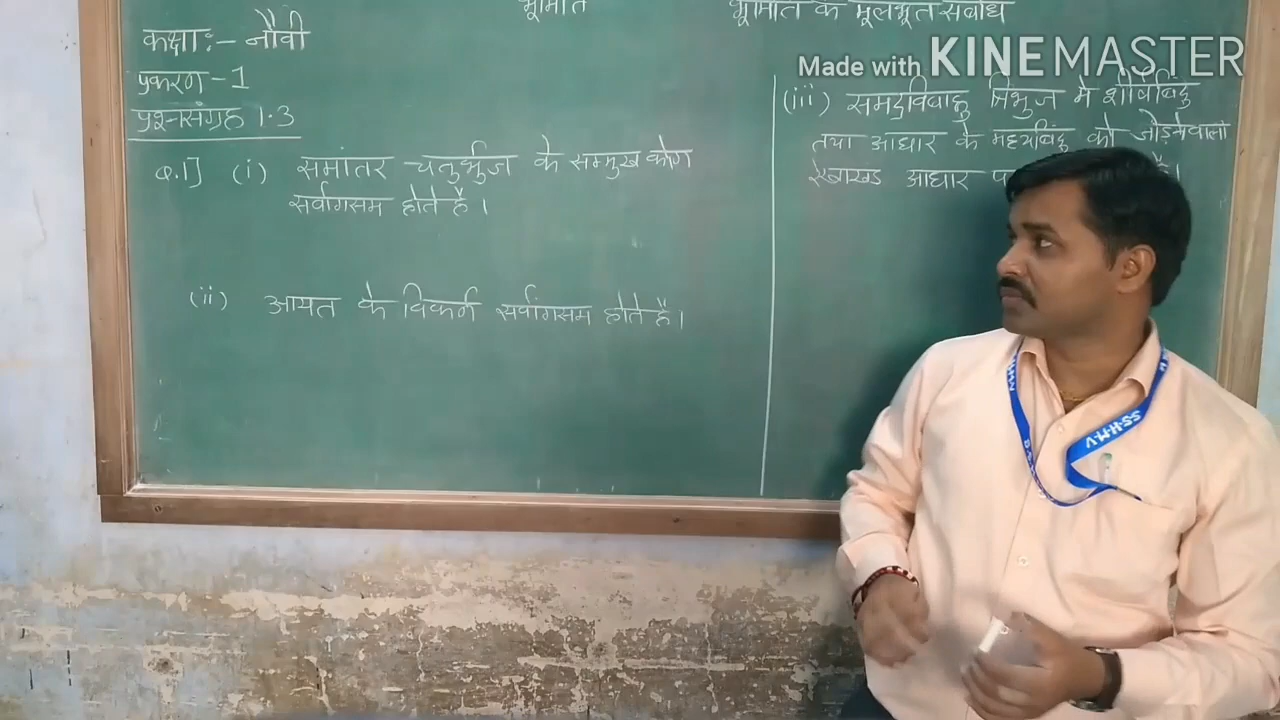 भूमिति
भूमिति के मूलभूत संबोध
कक्षा:- नौवी
प्रकरण - 1
प्रश्नसंग्रह 1.3
Q.1] (i) समांतर चतुर्भुज के सम्मुख कोण
सर्वांगसम होते है ।
(ii) आयत के विकर्ण सर्वांगसम होते है ।
Made with KINEMASTER
(iii) समद्विबाहु त्रिभुज मे शीर्षबिंदु
तथा आधार के मध्यबिंदु को जोड़नेवाला
रेखाखंड आधार प है ।
S.S.H.M.V